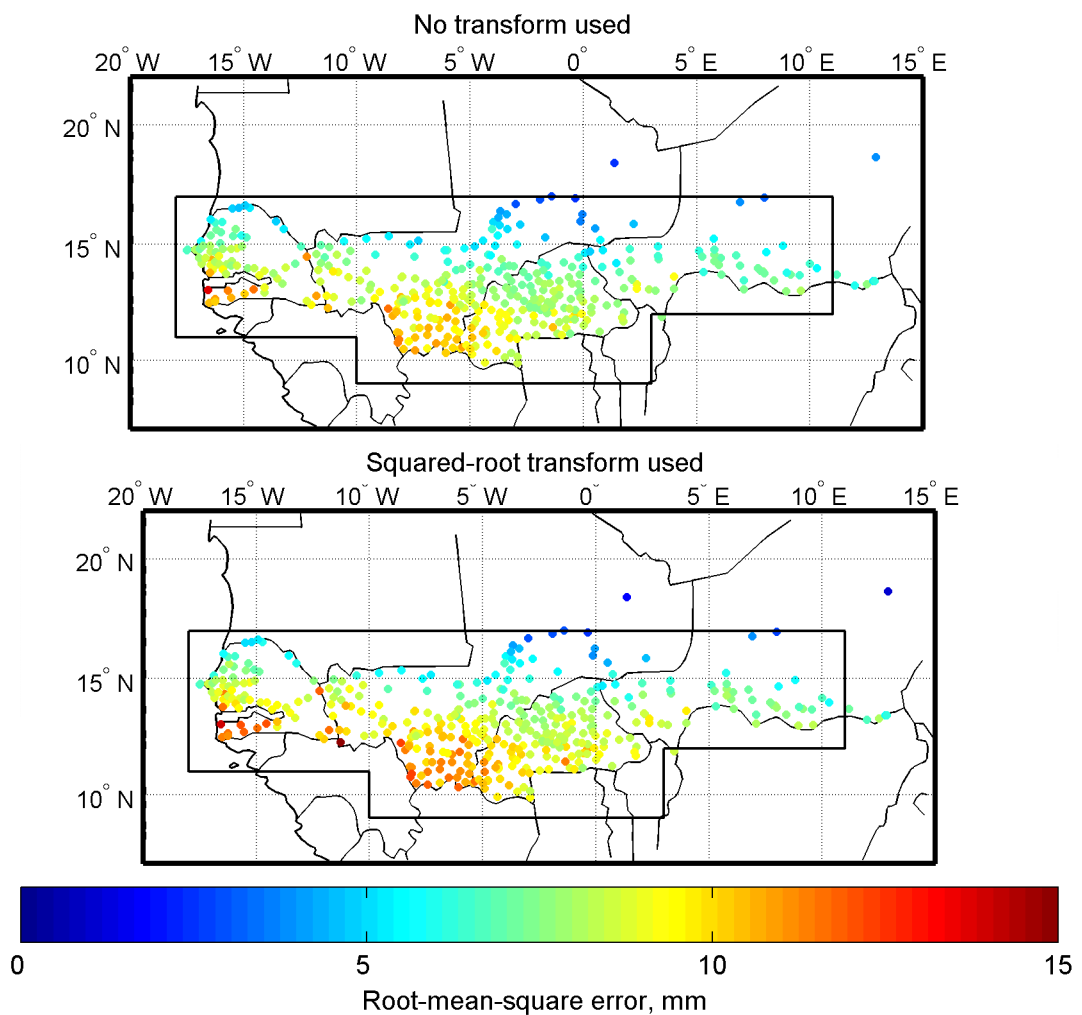 No transform used
20° W 15° W 10° W 5° W 0° 5° E 10° E 15° E
20° N
15° N
10° N
Squared-root transform used
20° W 15° W 10° W 5° W 0° 5° E 10° E 15° E
20° N
15° N
10° N
0 5 10 15
Root-mean-square error, mm